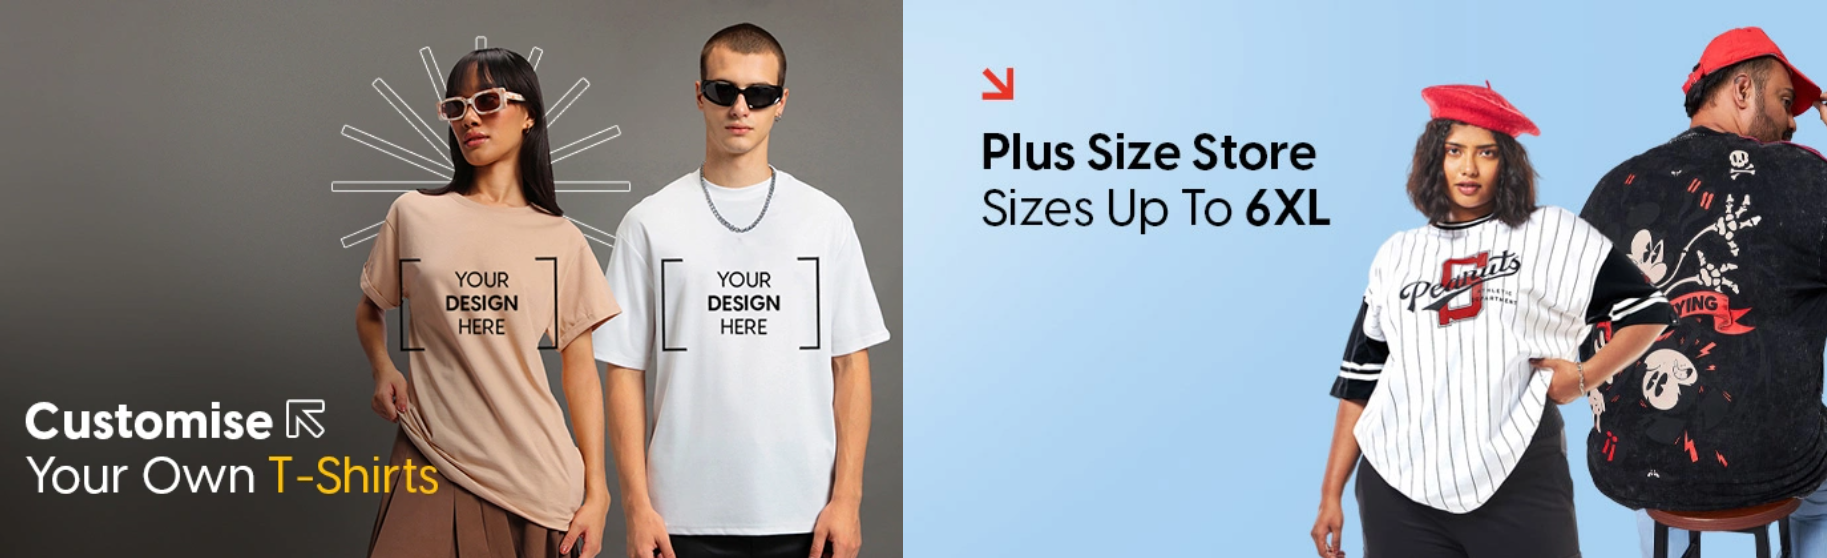 Customise
Your Own T-Shirts
YOUR
DESIGN
HERE
YOUR
DESIGN
HERE
Plus Size Store
Sizes Up To 6XL
Peanuts
S
ATHLETIC
DEPARTMENT
YING